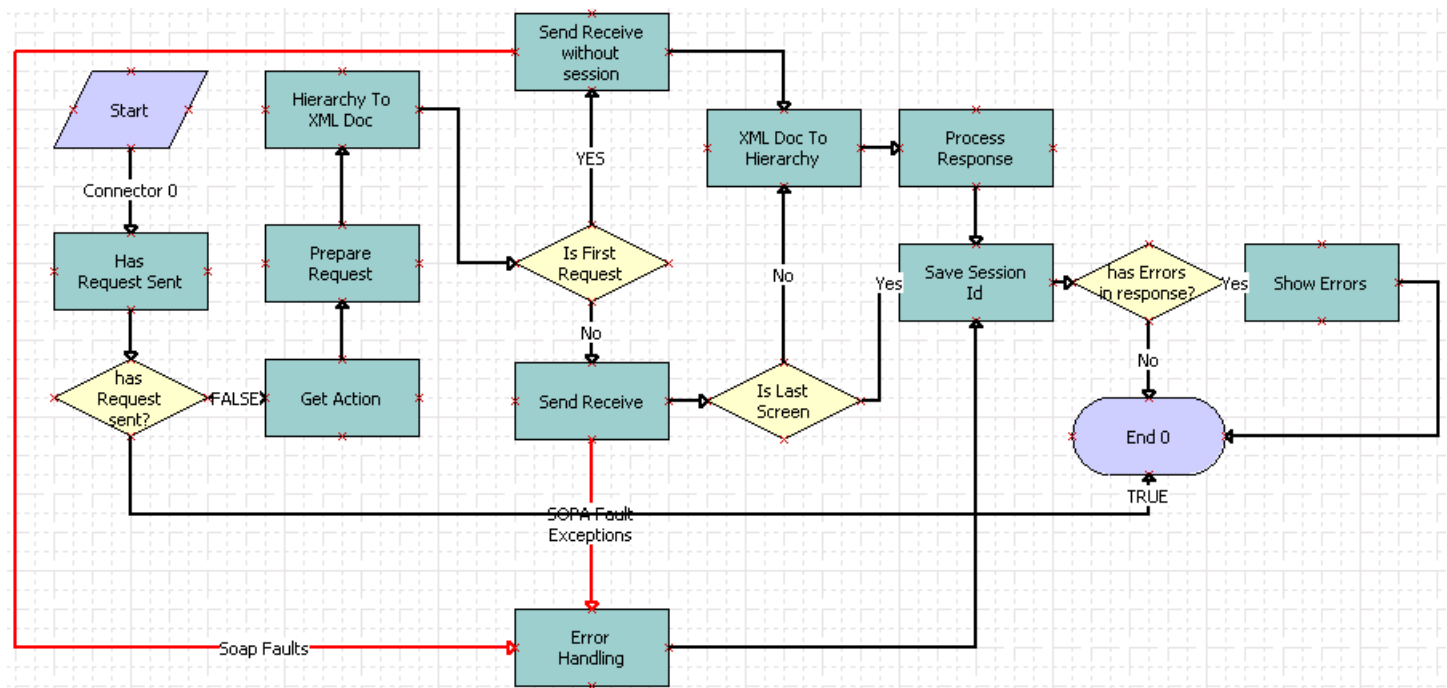 Send Receive
without
session
Start
Hierarchy To
XML Doc
XML Doc To
Hierarchy
Process
Response
YES
Connector 0
Has
Request Sent
Prepare
Request
Is First
Request
No
Save Session
Id
Yes
has Errors
in response?
Yes
Show Errors
No
No
has
Request
sent?
FALSE
Get Action
Send Receive
Is Last
Screen
End 0
TRUE
SOPA Fault
Exceptions
Soap Faults
Error
Handling